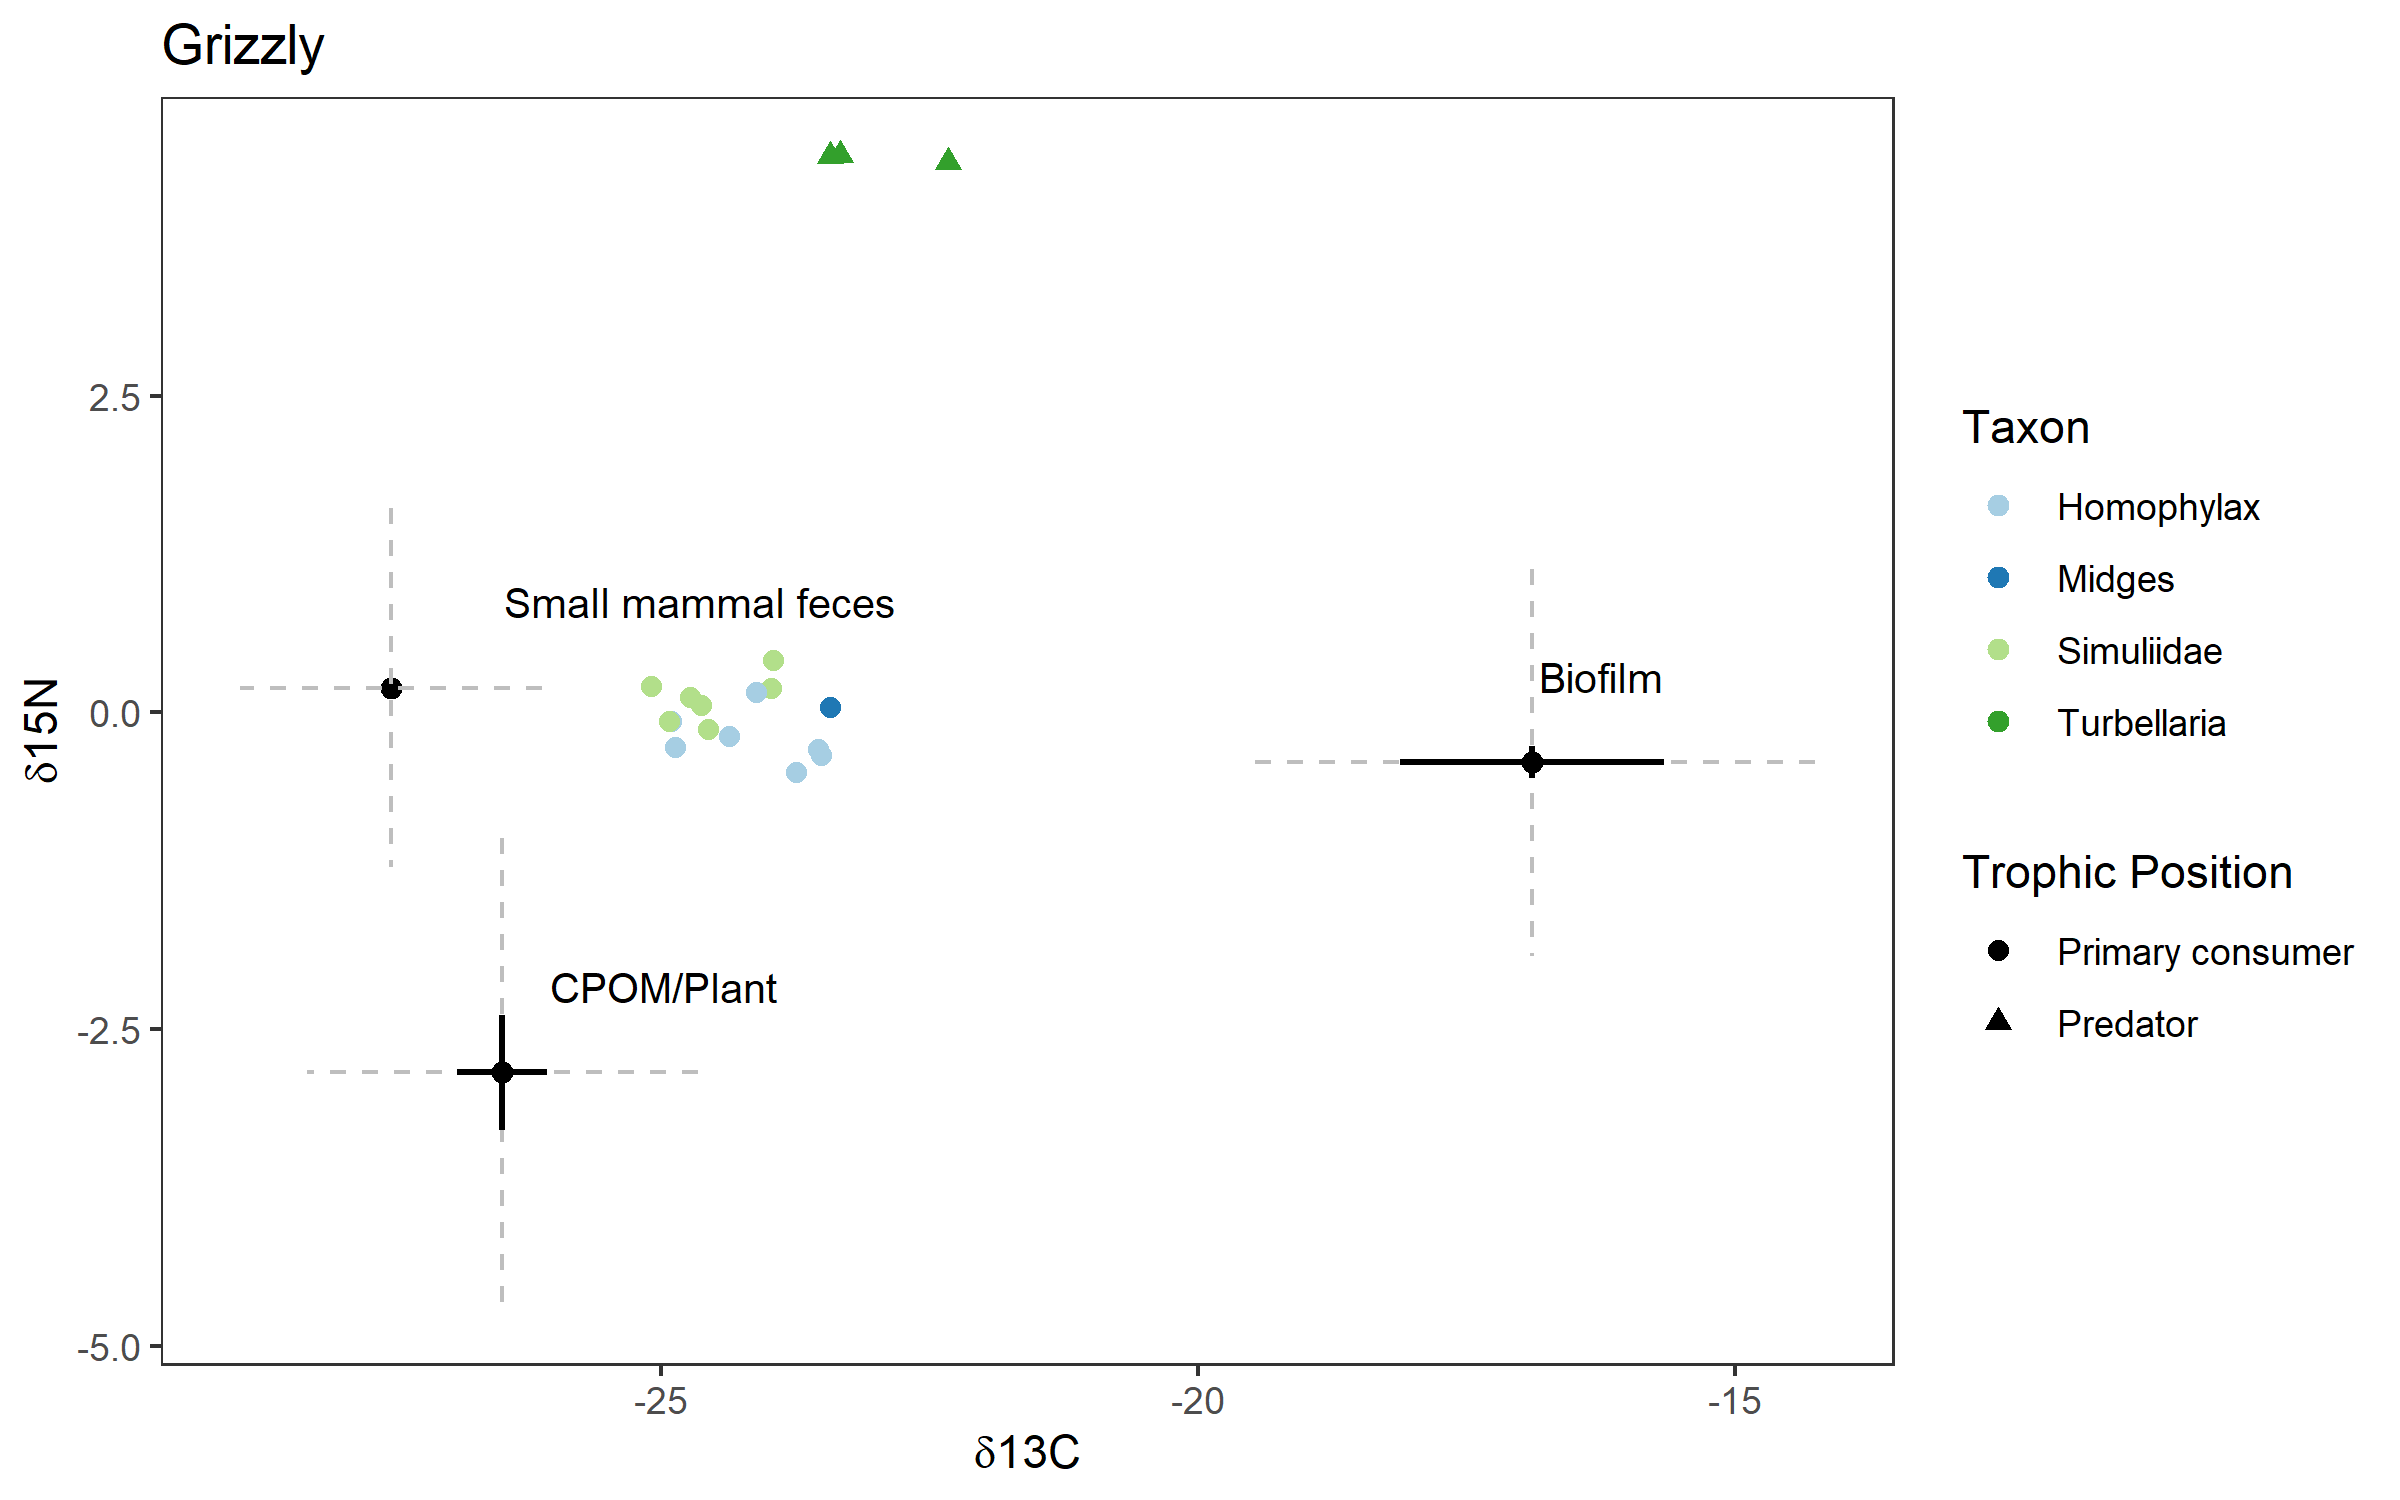 Grizzly
δ15N
2.5
0.0
-2.5
-5.0
Small mammal feces
Biofilm
CPOM/Plant
-25
-20
-15
δ13C
Taxon
Homophylax
Midges
Simuliidae
Turbellaria
Trophic Position
Primary consumer
Predator